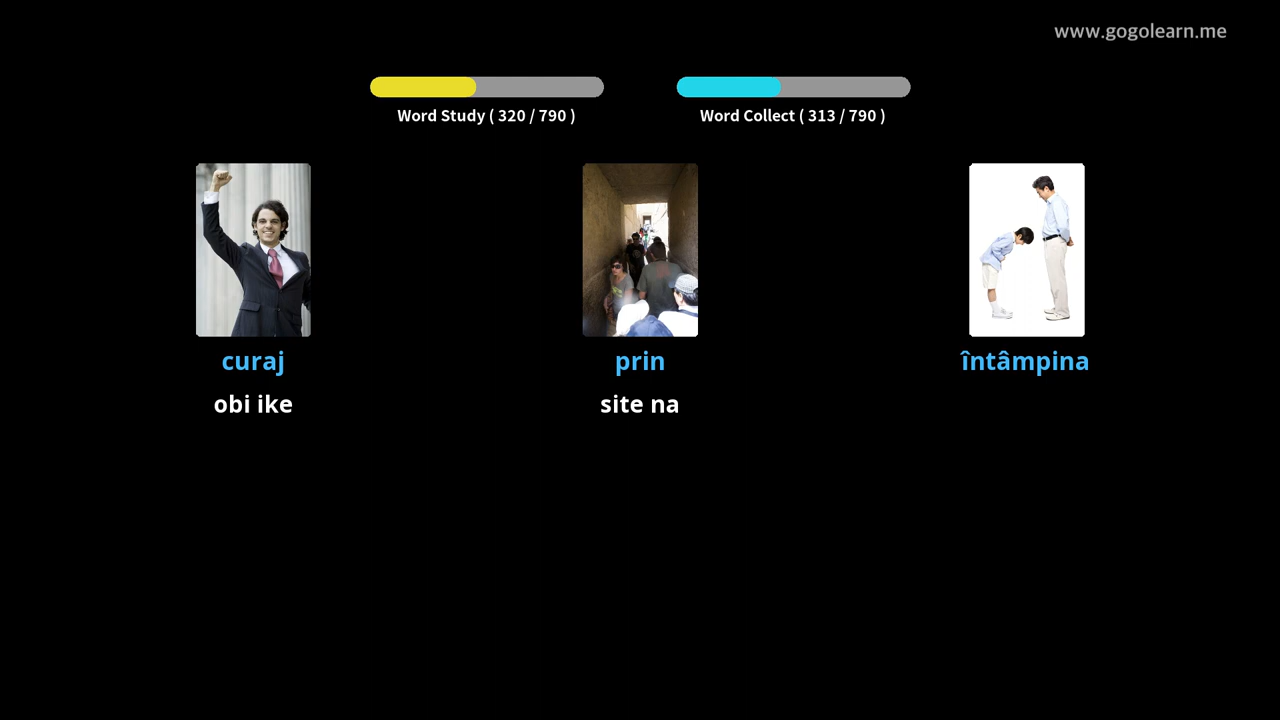 www.gogolearn.me
Word Study ( 320 / 790 )
Word Collect ( 313 / 790 )
curaj
prin
întâmpina
obi ike
site na